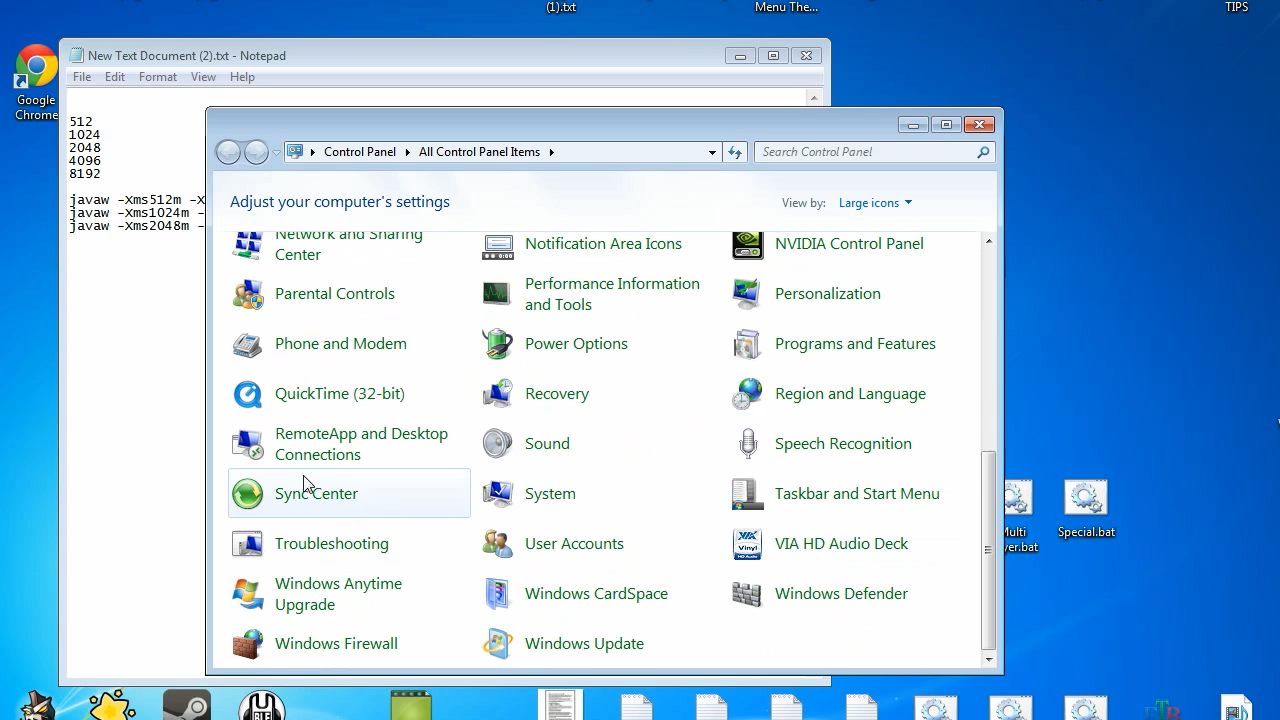 (1).txt
Menu The...
TIPS
New Text Document (2).txt - Notepad
File Edit Format View Help
Google
Chrome
512
1024
2048
4096
8192
javaw -Xms512m -X
javaw -Xms1024m -
javaw -Xms2048m -
Control Panel
All Control Panel Items
Search Control Panel
Adjust your computer's settings
View by: Large icons
Network and Sharing
Center
Notification Area Icons
NVIDIA Control Panel
Parental Controls
Performance Information
and Tools
Personalization
Phone and Modem
Power Options
Programs and Features
QuickTime (32-bit)
Recovery
Region and Language
RemoteApp and Desktop
Connections
Sound
Speech Recognition
Sync Center
System
Taskbar and Start Menu
Troubleshooting
User Accounts
VIA HD Audio Deck
Windows Anytime
Upgrade
Windows CardSpace
Windows Defender
Windows Firewall
Windows Update
Multi
yer.bat
Special.bat